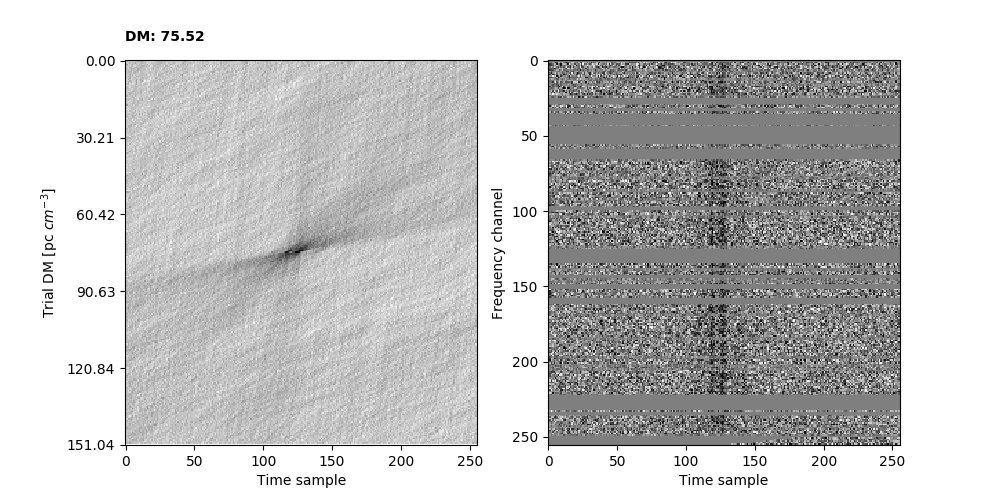 DM: 75.52
0.00
30.21
60.42
90.63
120.84
151.04
Trial DM [pc cm⁻³]
0 50 100 150 200 250
Time sample
0
50
100
150
200
250
Frequency channel
0 50 100 150 200 250
Time sample